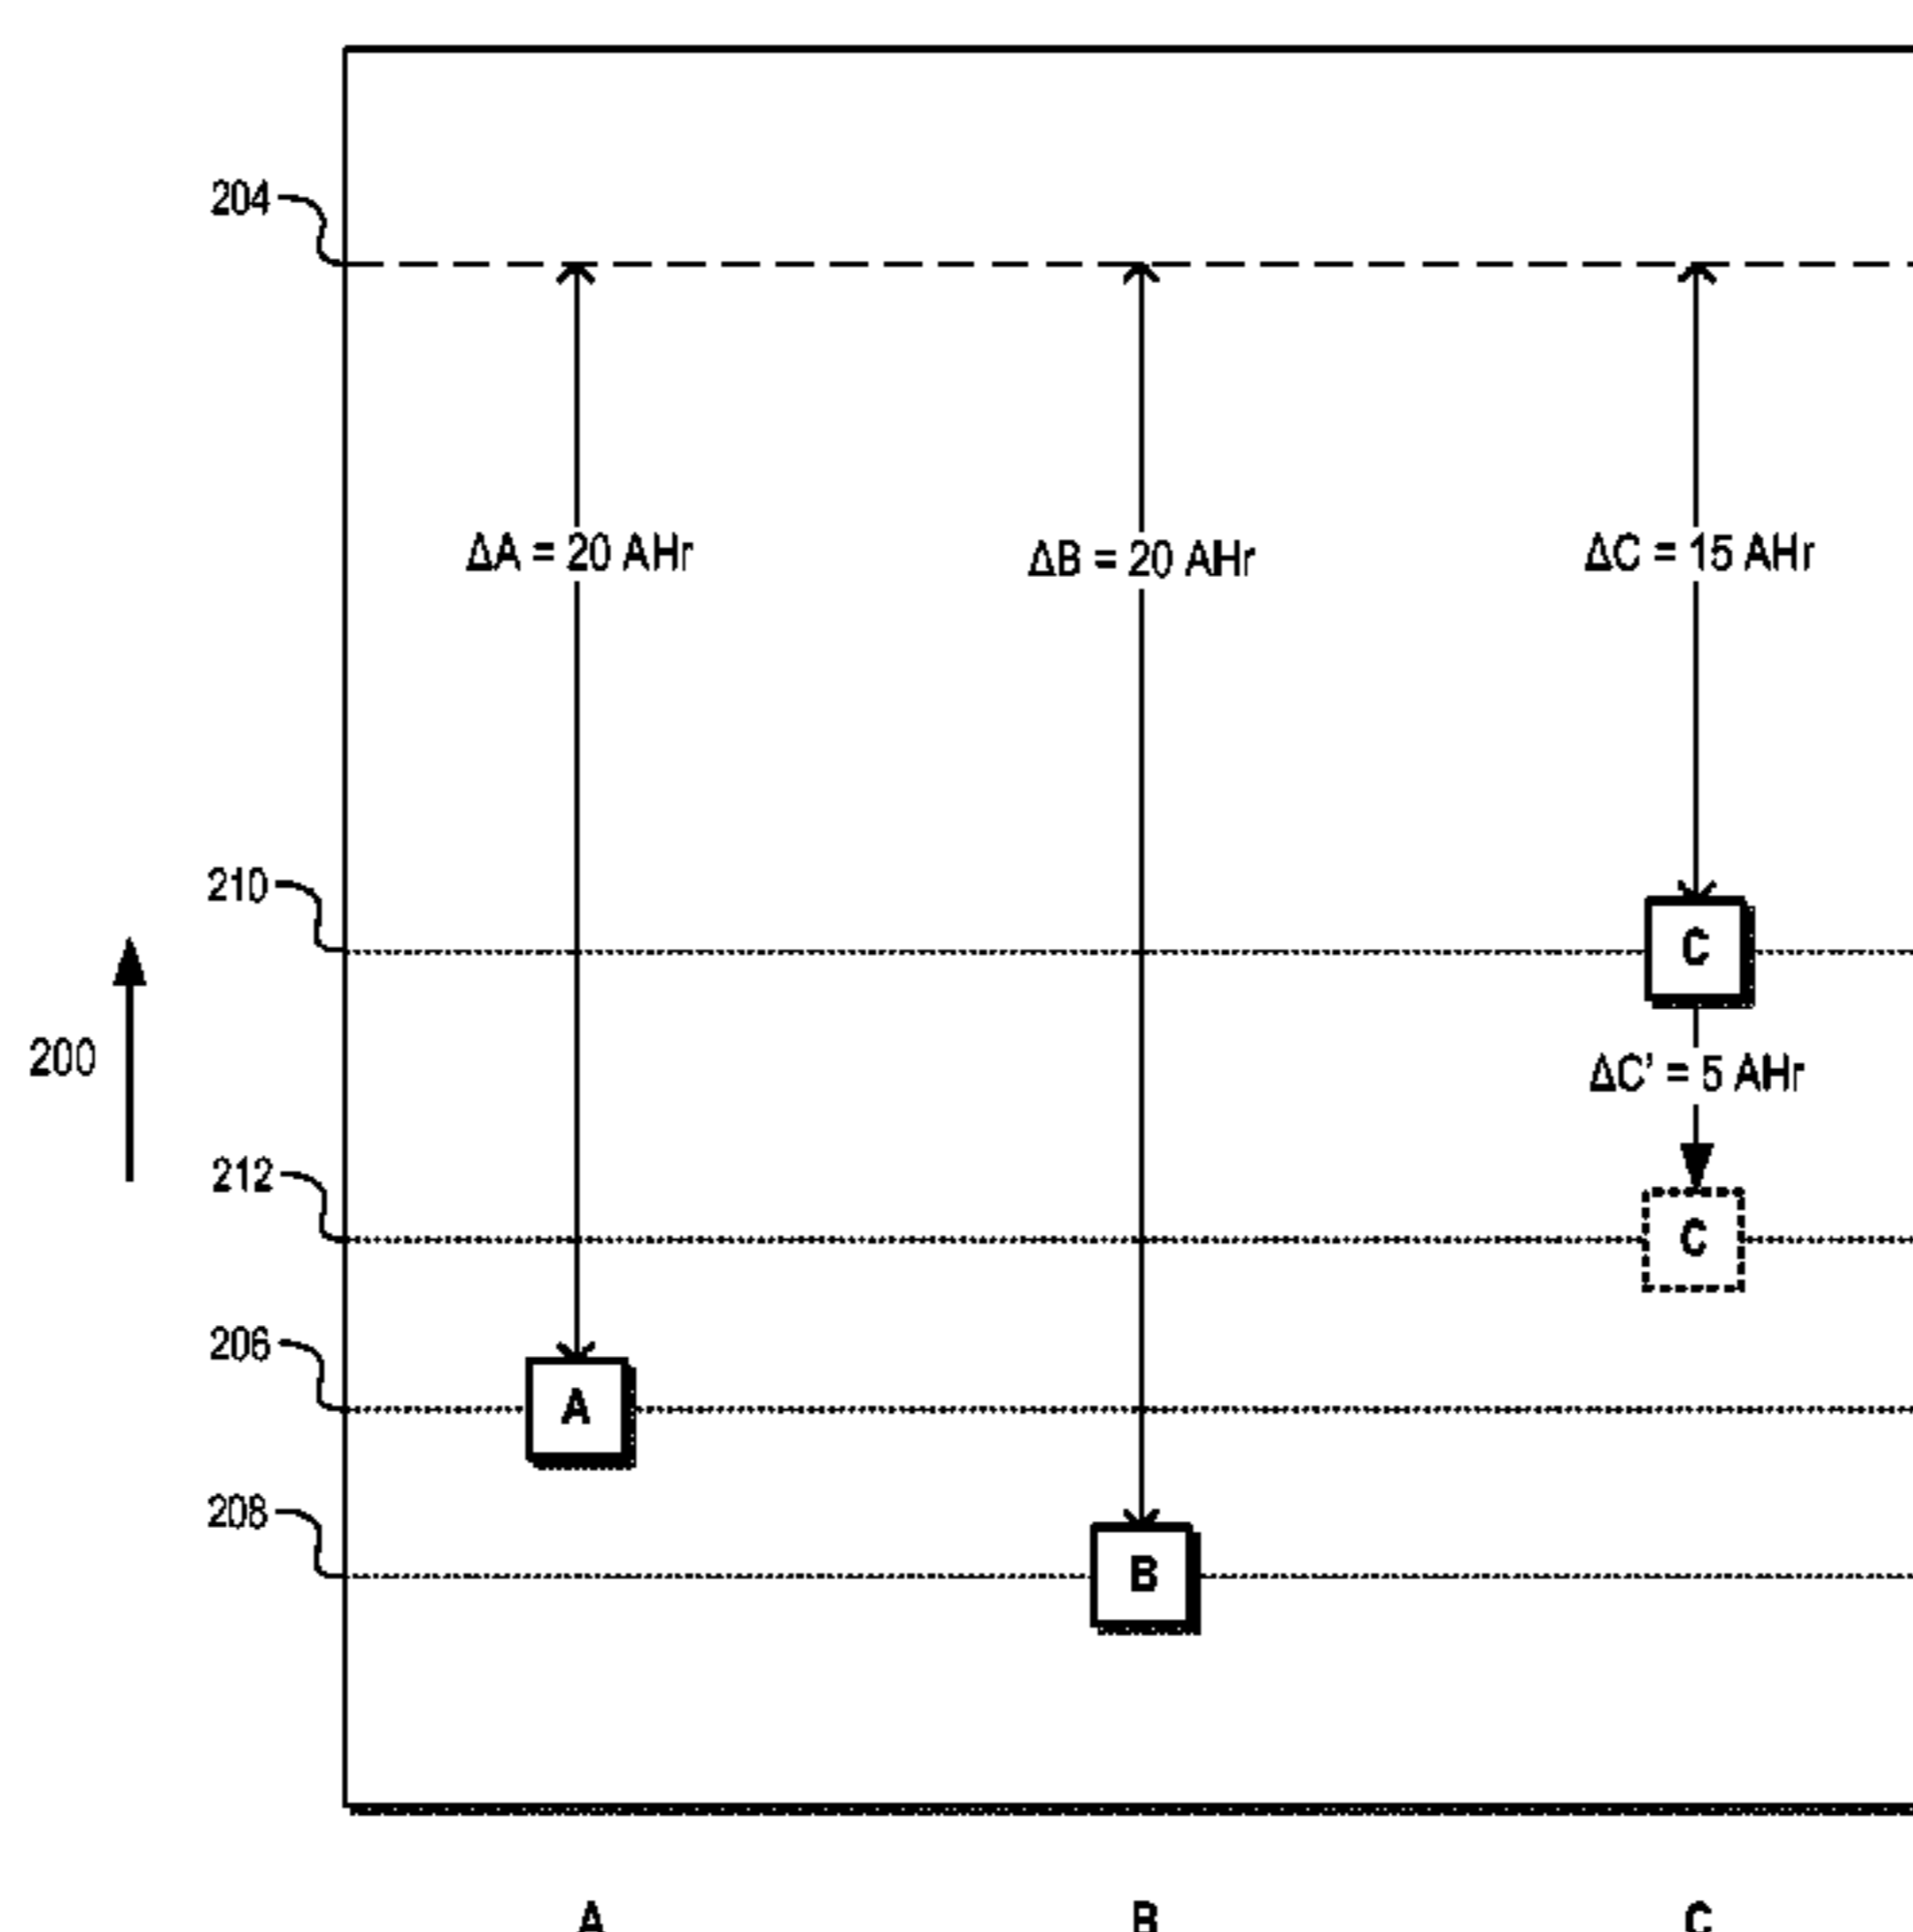 204
ΔA = 20 AHr
ΔB = 20 AHr
ΔC = 15 AHr
210
C
200
ΔC' = 5 AHr
212
C
206
A
208
B
A B C